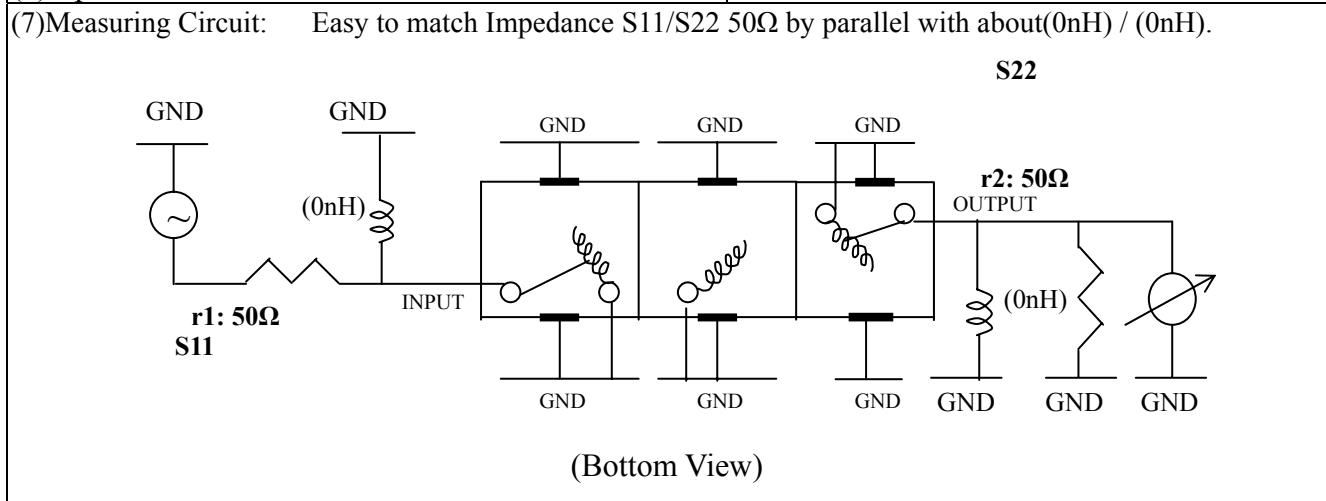 (7)Measuring Circuit: Easy to match Impedance S11/S22 50Ω by parallel with about(0nH) / (0nH).
S22
GND GND GND GND GND
(0nH)
r2: 50Ω
OUTPUT
INPUT
(0nH)
r1: 50Ω
S11
GND GND GND GND GND GND
(Bottom View)